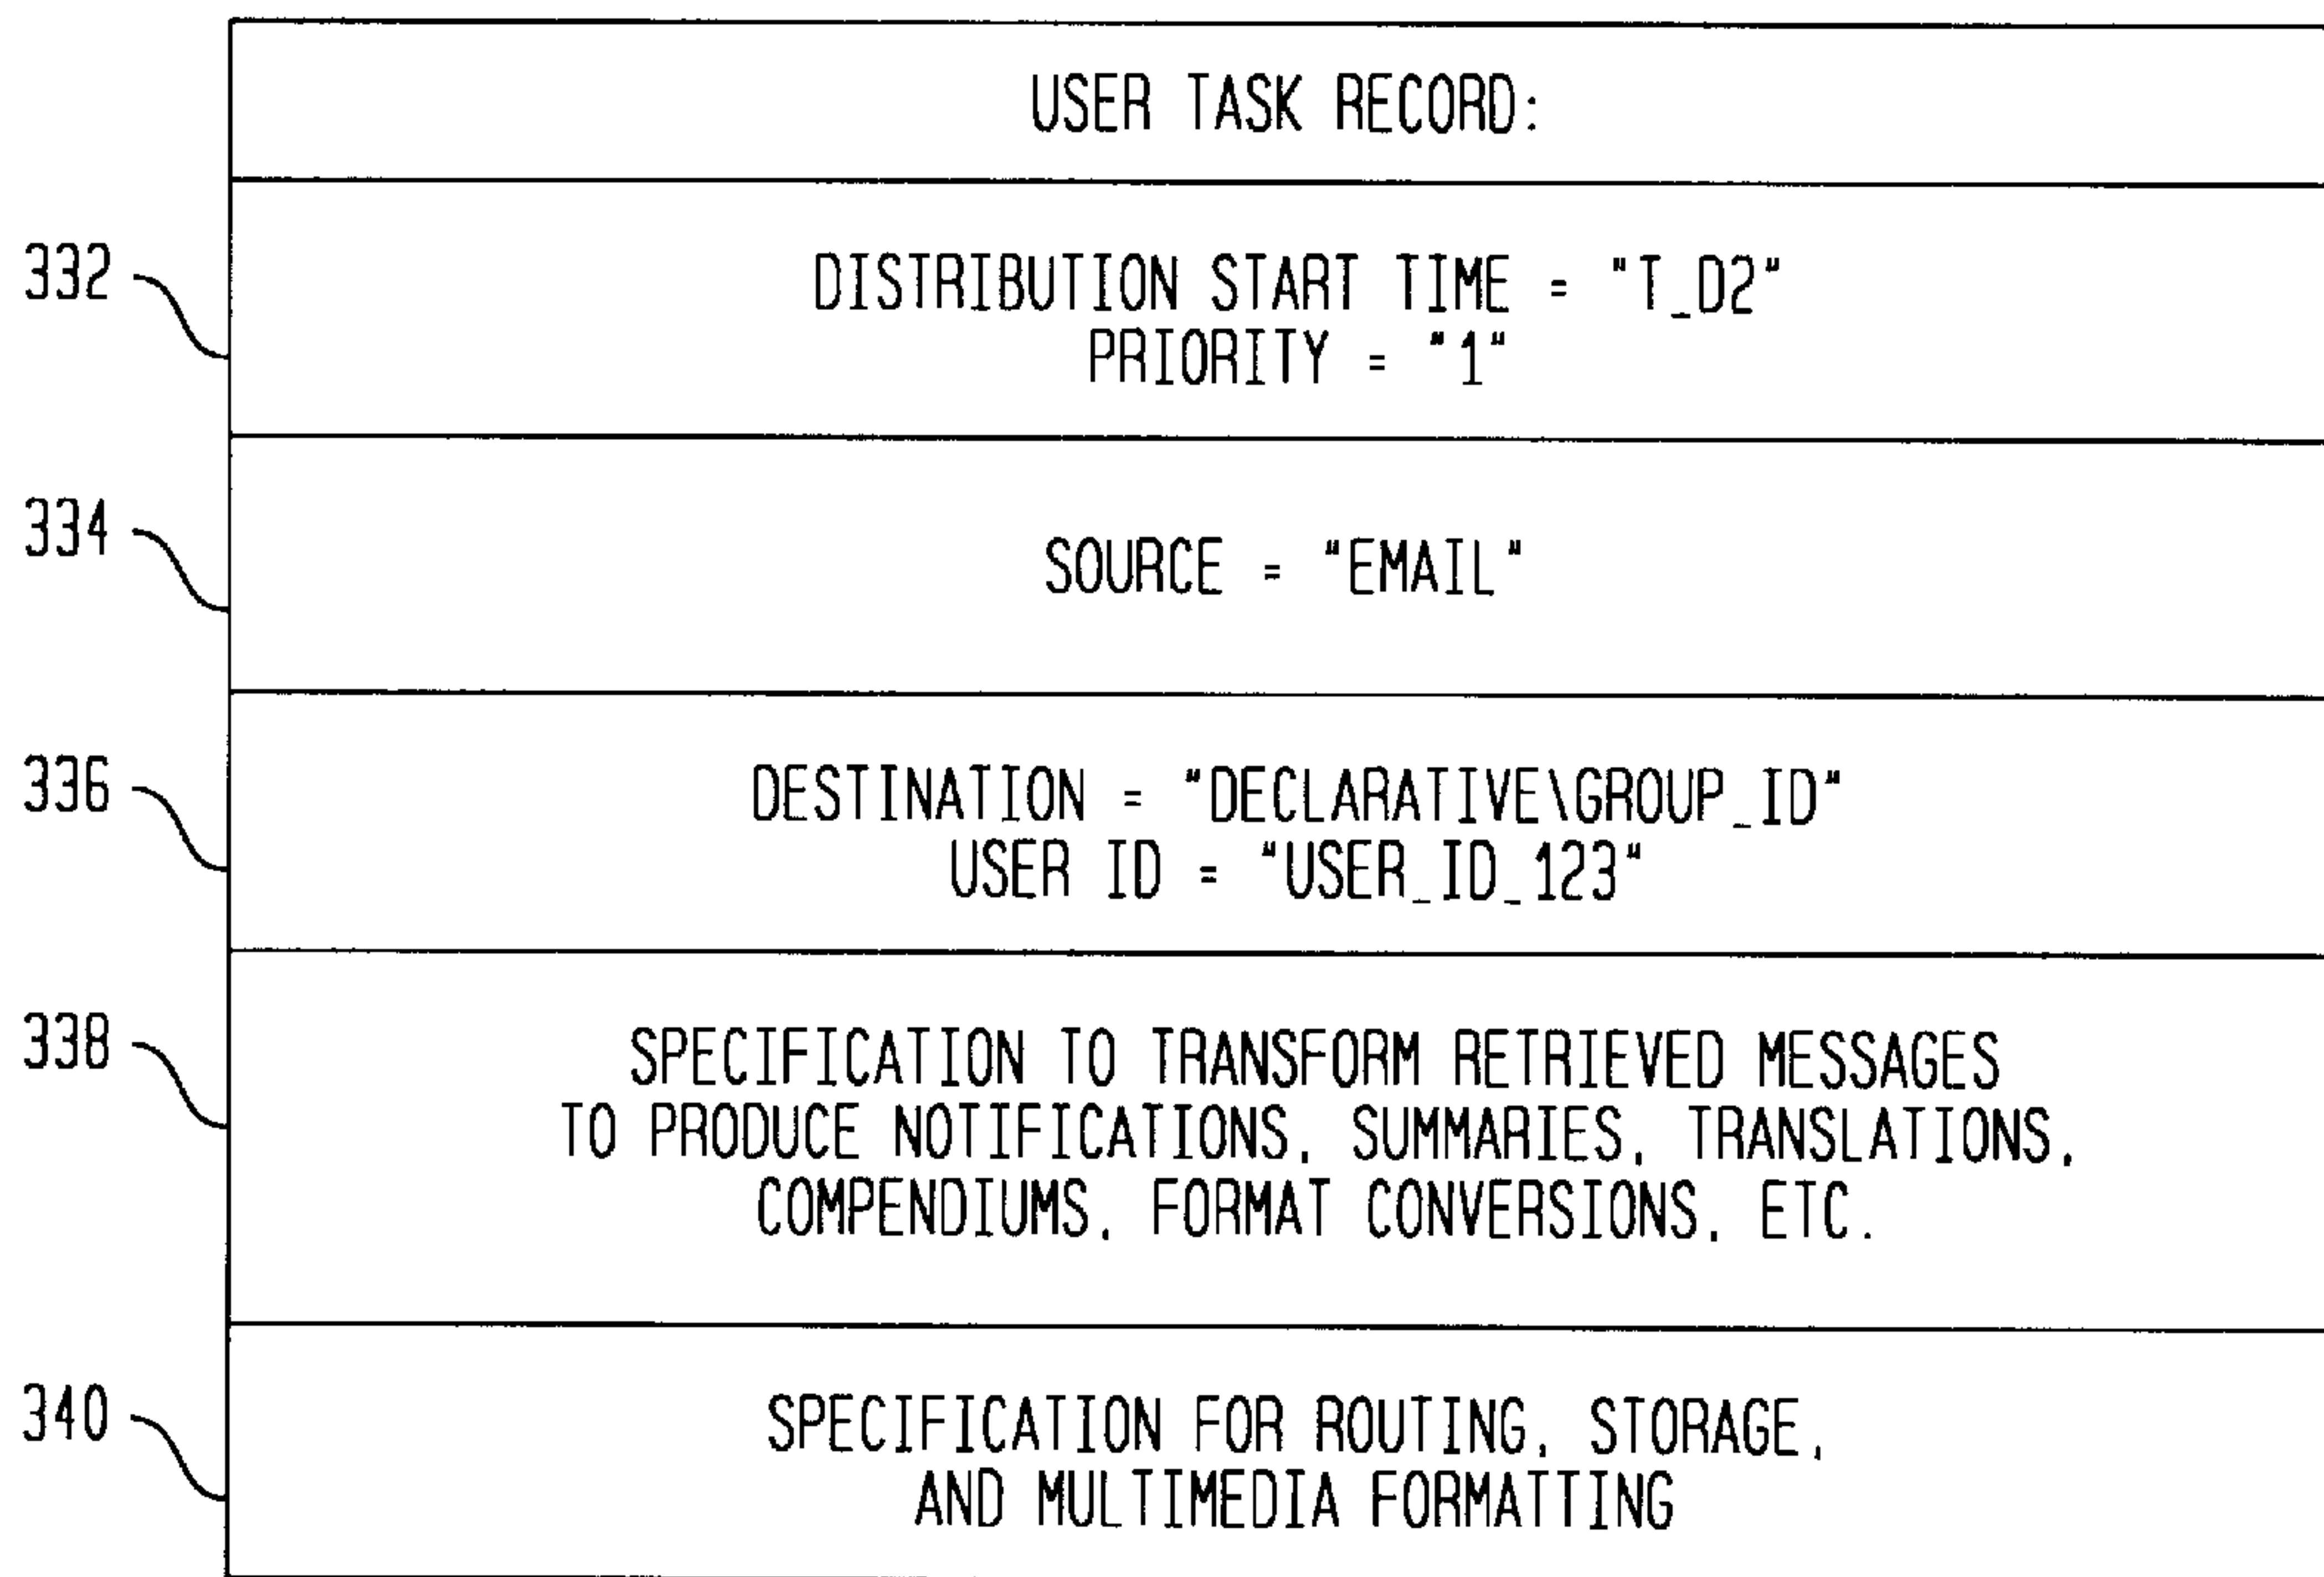 USER TASK RECORD:
332
DISTRIBUTION START TIME = "T_D2"
PRIORITY = "1"
334
SOURCE = "EMAIL"
336
DESTINATION = "DECLARATIVE\GROUP_ID"
USER ID = "USER_ID_123"
338
SPECIFICATION TO TRANSFORM RETRIEVED MESSAGES
TO PRODUCE NOTIFICATIONS, SUMMARIES, TRANSLATIONS,
COMPENDIUMS, FORMAT CONVERSIONS, ETC.
340
SPECIFICATION FOR ROUTING, STORAGE,
AND MULTIMEDIA FORMATTING